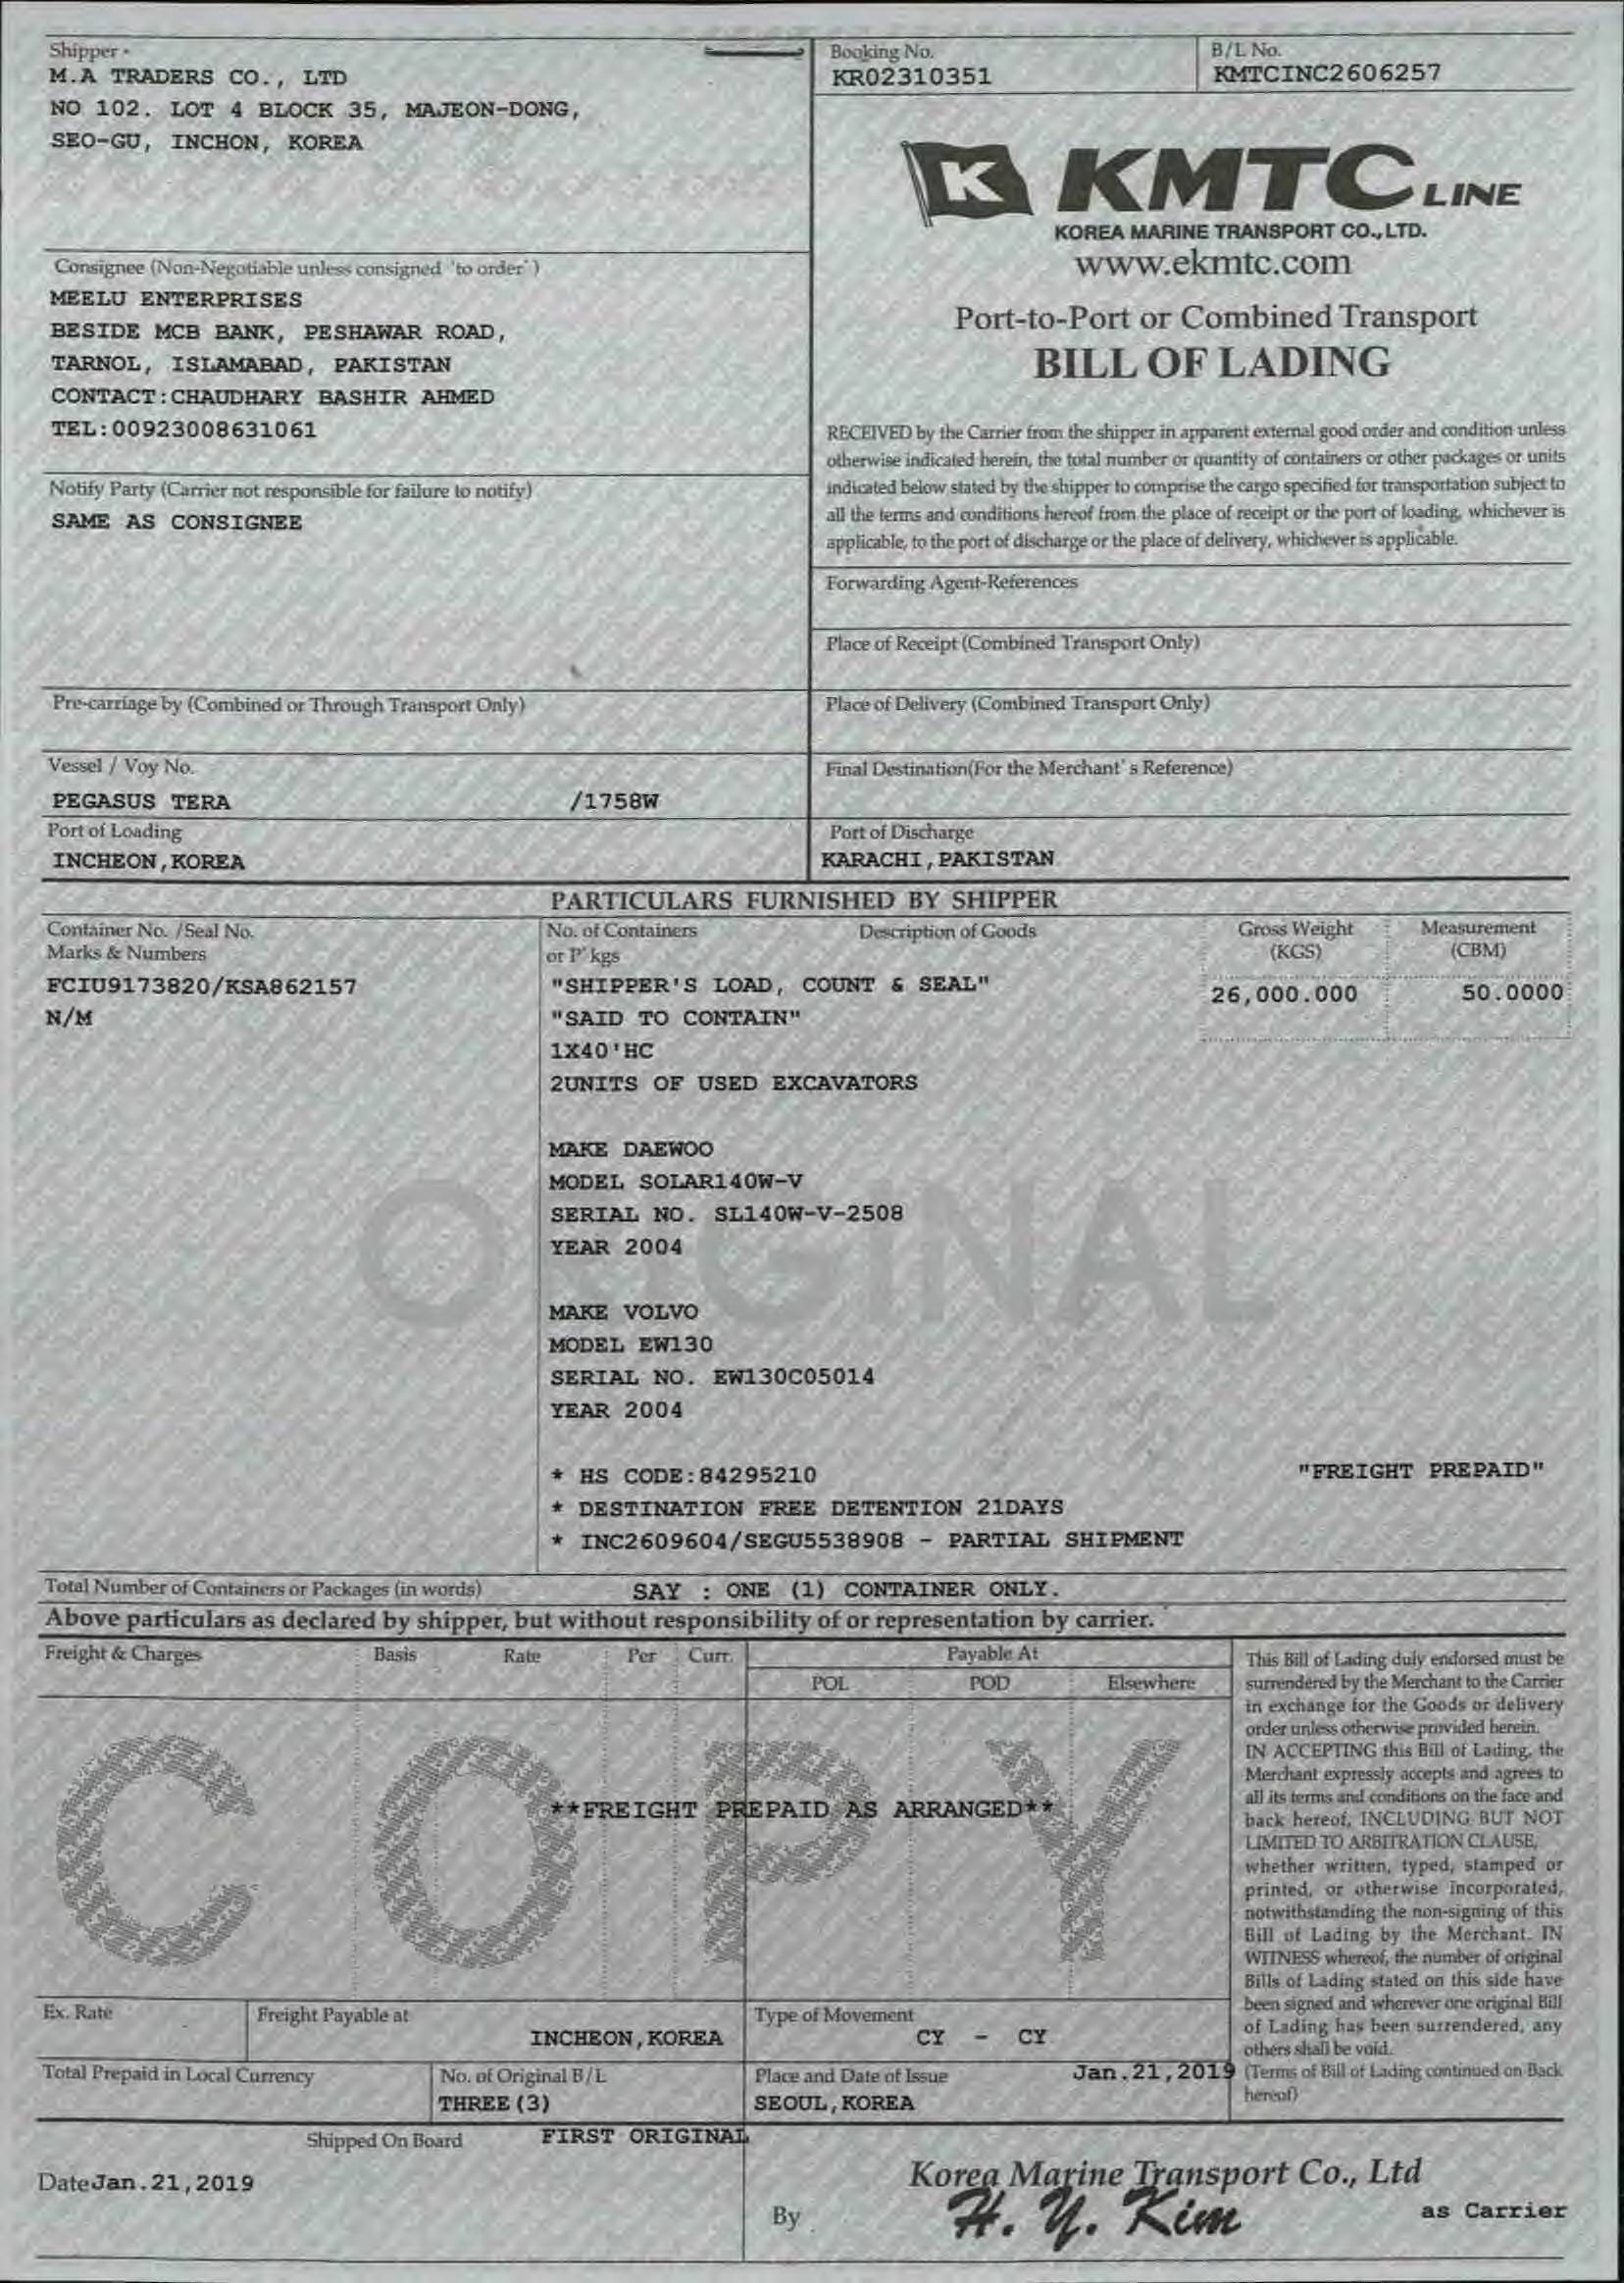 Shipper
M.A TRADERS CO., LTD
NO 102. LOT 4 BLOCK 35, MAJEON-DONG,
SEO-GU, INCHON, KOREA
Booking No.
KR02310351
B/L No.
KMTCINC2606257
K KMTC LINE
KOREA MARINE TRANSPORT CO., LTD.
www.ekmtc.com
Port-to-Port or Combined Transport
BILL OF LADING
Consignee (Non-Negotiable unless consigned 'to order')
MEELU ENTERPRISES
BESIDE MCB BANK, PESHAWAR ROAD,
TARNOL, ISLAMABAD, PAKISTAN
CONTACT:CHAUDHARY BASHIR AHMED
TEL:00923008631061
RECEIVED by the Carrier from the shipper in apparent external good order and condition unless
otherwise indicated herein, the total number or quantity of containers or other packages or units
indicated below stated by the shipper to comprise the cargo specified for transportation subject to
all the terms and conditions hereof from the place of receipt or the port of loading, whichever is
applicable, to the port of discharge or the place of delivery, whichever is applicable.
Notify Party (Carrier not responsible for failure to notify)
SAME AS CONSIGNEE
Forwarding Agent-References
Place of Receipt (Combined Transport Only)
Pre-carriage by (Combined or Through Transport Only)
Place of Delivery (Combined Transport Only)
Vessel / Voy No.
PEGASUS TERA /1758W
Final Destination(For the Merchant's Reference)
Port of Loading
INCHEON,KOREA
Port of Discharge
KARACHI,PAKISTAN
PARTICULARS FURNISHED BY SHIPPER
Container No. /Seal No.
Marks & Numbers
No. of Containers
or P'kgs
Description of Goods
Gross Weight
(KGS)
Measurement
(CBM)
FCIU9173820/KSA862157
N/M
"SHIPPER'S LOAD, COUNT & SEAL"
26,000.000
50.0000
"SAID TO CONTAIN"
1X40'HC
2UNITS OF USED EXCAVATORS
MAKE DAEWOO
MODEL SOLAR140W-V
SERIAL NO. SL140W-V-2508
YEAR 2004
ORIGINAL
MAKE VOLVO
MODEL EW130
SERIAL NO. EW130C05014
YEAR 2004
* HS CODE:84295210
"FREIGHT PREPAID"
* DESTINATION FREE DETENTION 21DAYS
* INC2609604/SEGU5538908 - PARTIAL SHIPMENT
Total Number of Containers or Packages (in words)
SAY : ONE (1) CONTAINER ONLY.
Above particulars as declared by shipper, but without responsibility of or representation by carrier.
Freight & Charges
Basis
Rate
Per
Curr.
Payable At
POL
POD
Elsewhere
COPY
**FREIGHT PREPAID AS ARRANGED**
This Bill of Lading duly endorsed must be
surrendered by the Merchant to the Carrier
in exchange for the Goods or delivery
order unless otherwise provided herein.
IN ACCEPTING this Bill of Lading, the
Merchant expressly accepts and agrees to
all its terms and conditions on the face and
back hereof, INCLUDING BUT NOT
LIMITED TO ARBITRATION CLAUSE,
whether written, typed, stamped or
printed, or otherwise incorporated,
notwithstanding the non-signing of this
Bill of Lading by the Merchant. IN
WITNESS whereof, the number of original
Bills of Lading stated on this side have
been signed and wherever one original Bill
of Lading has been surrendered, any
others shall be void.
(Terms of Bill of Lading continued on Back
hereof)
Ex. Rate
Freight Payable at
INCHEON,KOREA
Type of Movement
CY - CY
Total Prepaid in Local Currency
No. of Original B/L
THREE(3)
Place and Date of Issue
Jan.21,2019
SEOUL,KOREA
Shipped On Board
FIRST ORIGINAL
Date Jan.21,2019
Korea Marine Transport Co., Ltd
By H. Y. Kim as Carrier